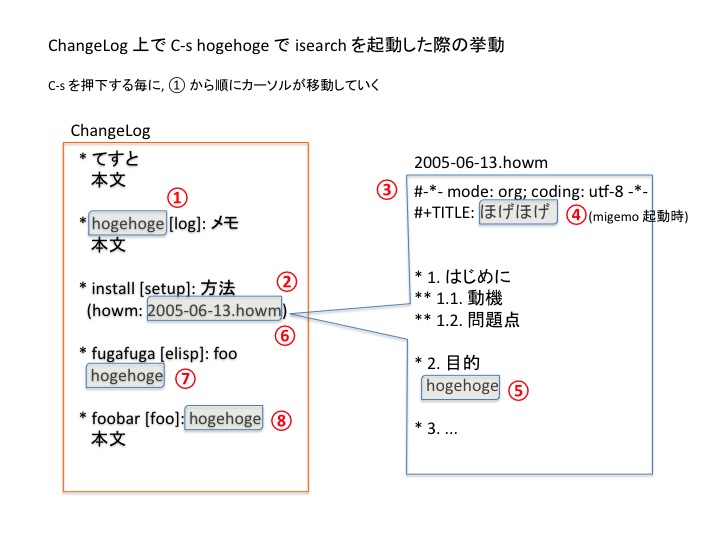 ChangeLog 上で C-s hogehoge で isearch を起動した際の挙動
C-s を押下する毎に, ① から順にカーソルが移動していく
ChangeLog
* てすと
本文
①
* hogehoge [log]: メモ
本文
②
* install [setup]: 方法
(howm: 2005-06-13.howm)
⑥
* fugafuga [elisp]: foo
hogehoge ⑦
* foobar [foo]: hogehoge ⑧
本文
2005-06-13.howm
③ #-*- mode: org; coding: utf-8 -*-
#+TITLE: ほげほげ ④ (migemo 起動時)
* 1. はじめに
** 1.1. 動機
** 1.2. 問題点
* 2. 目的
hogehoge ⑤
* 3. ...